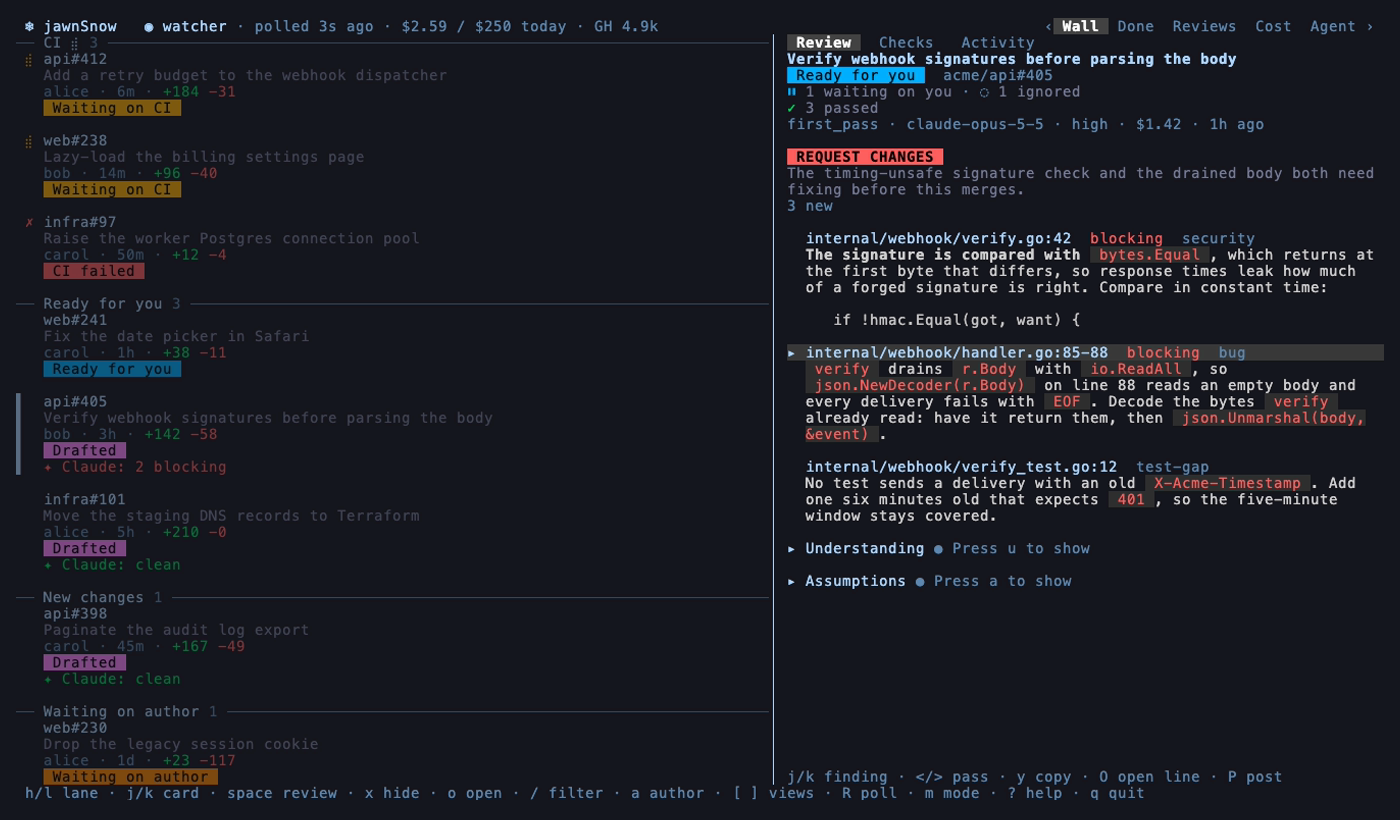 ❄ jawnSnow ◉ watcher · polled 3s ago · $2.59 / $250 today · GH 4.9k
‹ Wall Done Reviews Cost Agent ›
CI ⣾ 3
api#412
Add a retry budget to the webhook dispatcher
alice · 6m · +184 −31
Waiting on CI
web#238
Lazy-load the billing settings page
bob · 14m · +96 −40
Waiting on CI
✗ infra#97
Raise the worker Postgres connection pool
carol · 50m · +12 −4
CI failed
Ready for you 3
web#241
Fix the date picker in Safari
carol · 1h · +38 −11
Ready for you
api#405
Verify webhook signatures before parsing the body
bob · 3h · +142 −58
Drafted
✦ Claude: 2 blocking
infra#101
Move the staging DNS records to Terraform
alice · 5h · +210 −0
Drafted
✦ Claude: clean
New changes 1
api#398
Paginate the audit log export
carol · 45m · +167 −49
Drafted
✦ Claude: clean
Waiting on author 1
web#230
Drop the legacy session cookie
alice · 1d · +23 −117
Waiting on author
Review Checks Activity
Verify webhook signatures before parsing the body
Ready for you acme/api#405
1 waiting on you · ◌ 1 ignored
✓ 3 passed
first_pass · claude-opus-5-5 · high · $1.42 · 1h ago
REQUEST CHANGES
The timing-unsafe signature check and the drained body both need
fixing before this merges.
3 new
internal/webhook/verify.go:42 blocking security
The signature is compared with bytes.Equal , which returns at
the first byte that differs, so response times leak how much
of a forged signature is right. Compare in constant time:
if !hmac.Equal(got, want) {
▸ internal/webhook/handler.go:85–88 blocking bug
verify drains r.Body with io.ReadAll , so
json.NewDecoder(r.Body) on line 88 reads an empty body and
every delivery fails with EOF . Decode the bytes verify
already read: have it return them, then json.Unmarshal(body,
&event) .
internal/webhook/verify_test.go:12 test-gap
No test sends a delivery with an old X-Acme-Timestamp . Add
one six minutes old that expects 401 , so the five-minute
window stays covered.
▸ Understanding ● Press u to show
▸ Assumptions ● Press a to show
j/k finding · </> pass · y copy · O open line · P post
h/l lane · j/k card · space review · x hide · o open · / filter · a author · [ ] views · R poll · m mode · ? help · q quit